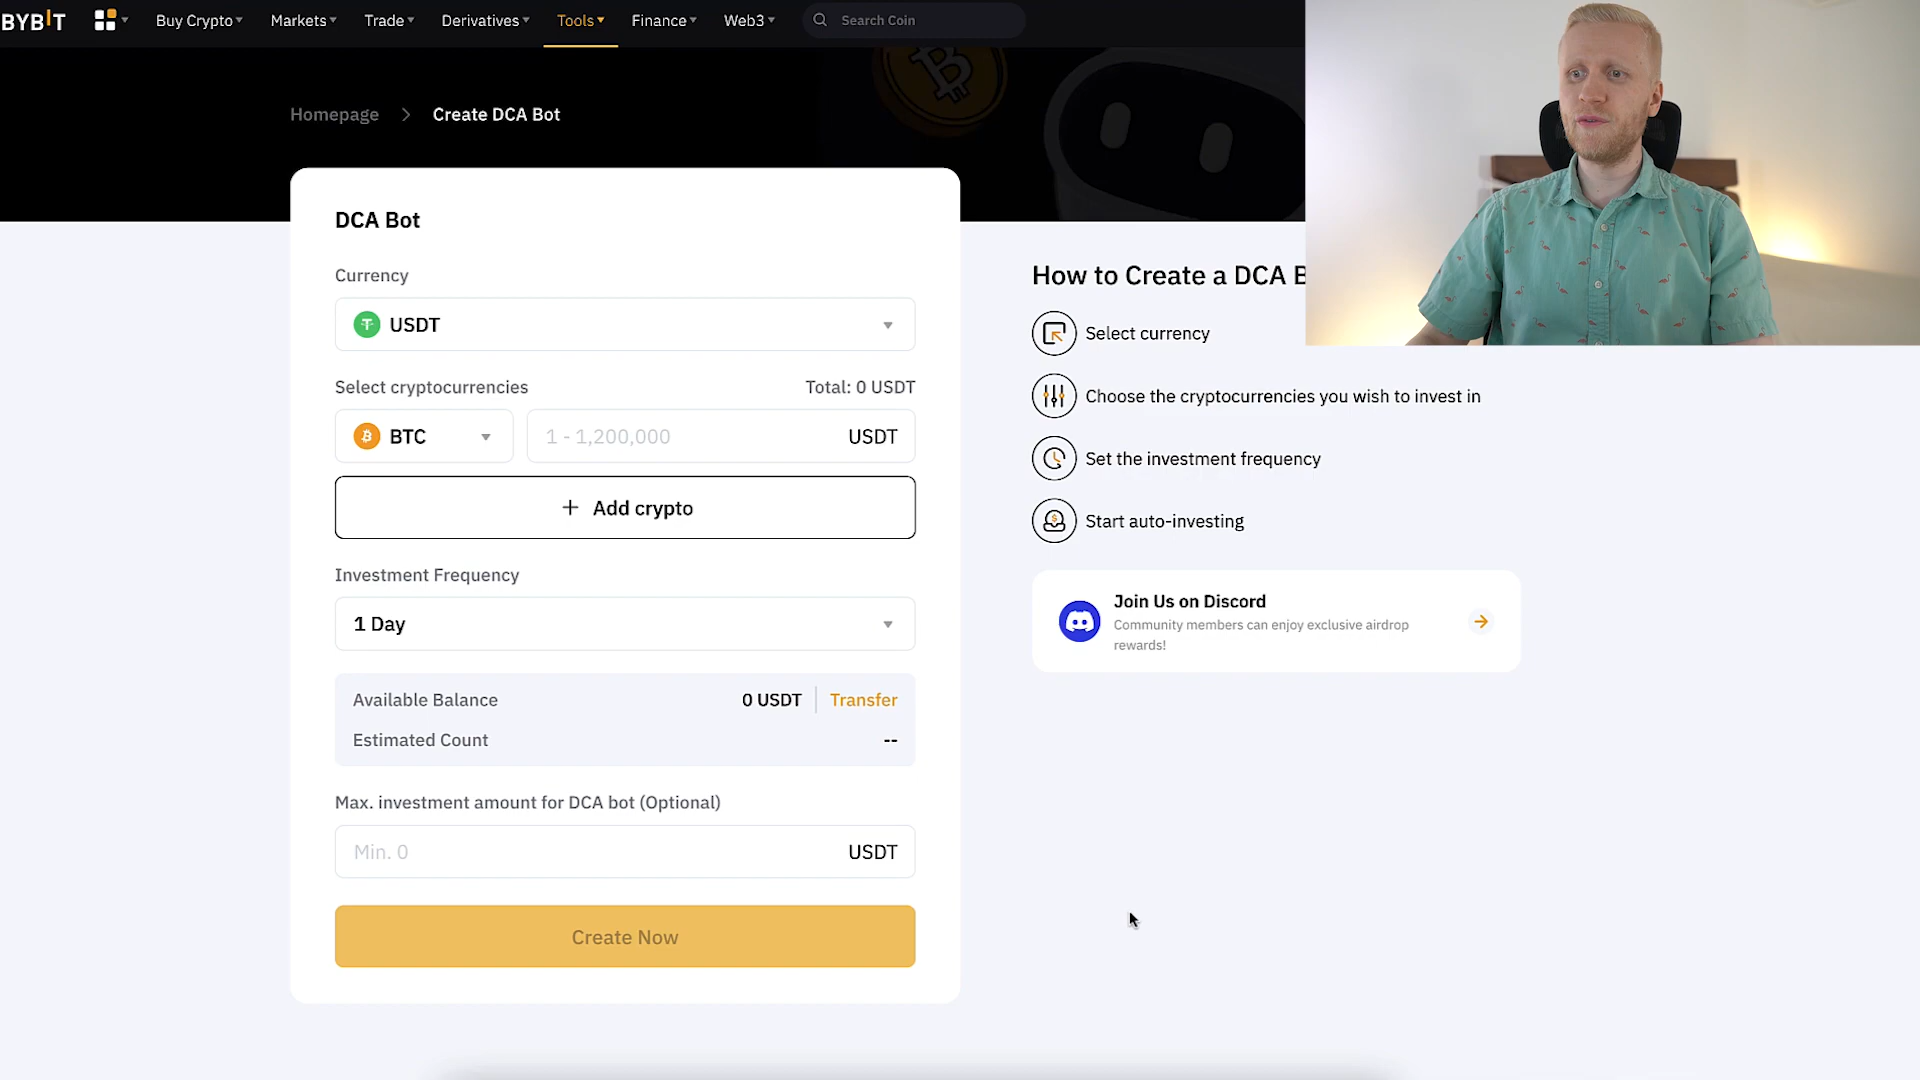 BYBIT
Buy Crypto
Markets
Trade
Derivatives
Tools
Finance
Web3
Search Coin
Homepage > Create DCA Bot
DCA Bot
Currency
USDT
Select cryptocurrencies
Total: 0 USDT
BTC
1 - 1,200,000
USDT
+ Add crypto
Investment Frequency
1 Day
Available Balance
0 USDT
Transfer
Estimated Count
--
Max. investment amount for DCA bot (Optional)
Min. 0
USDT
Create Now
How to Create a DCA B
Select currency
Choose the cryptocurrencies you wish to invest in
Set the investment frequency
Start auto-investing
Join Us on Discord
Community members can enjoy exclusive airdrop
rewards!